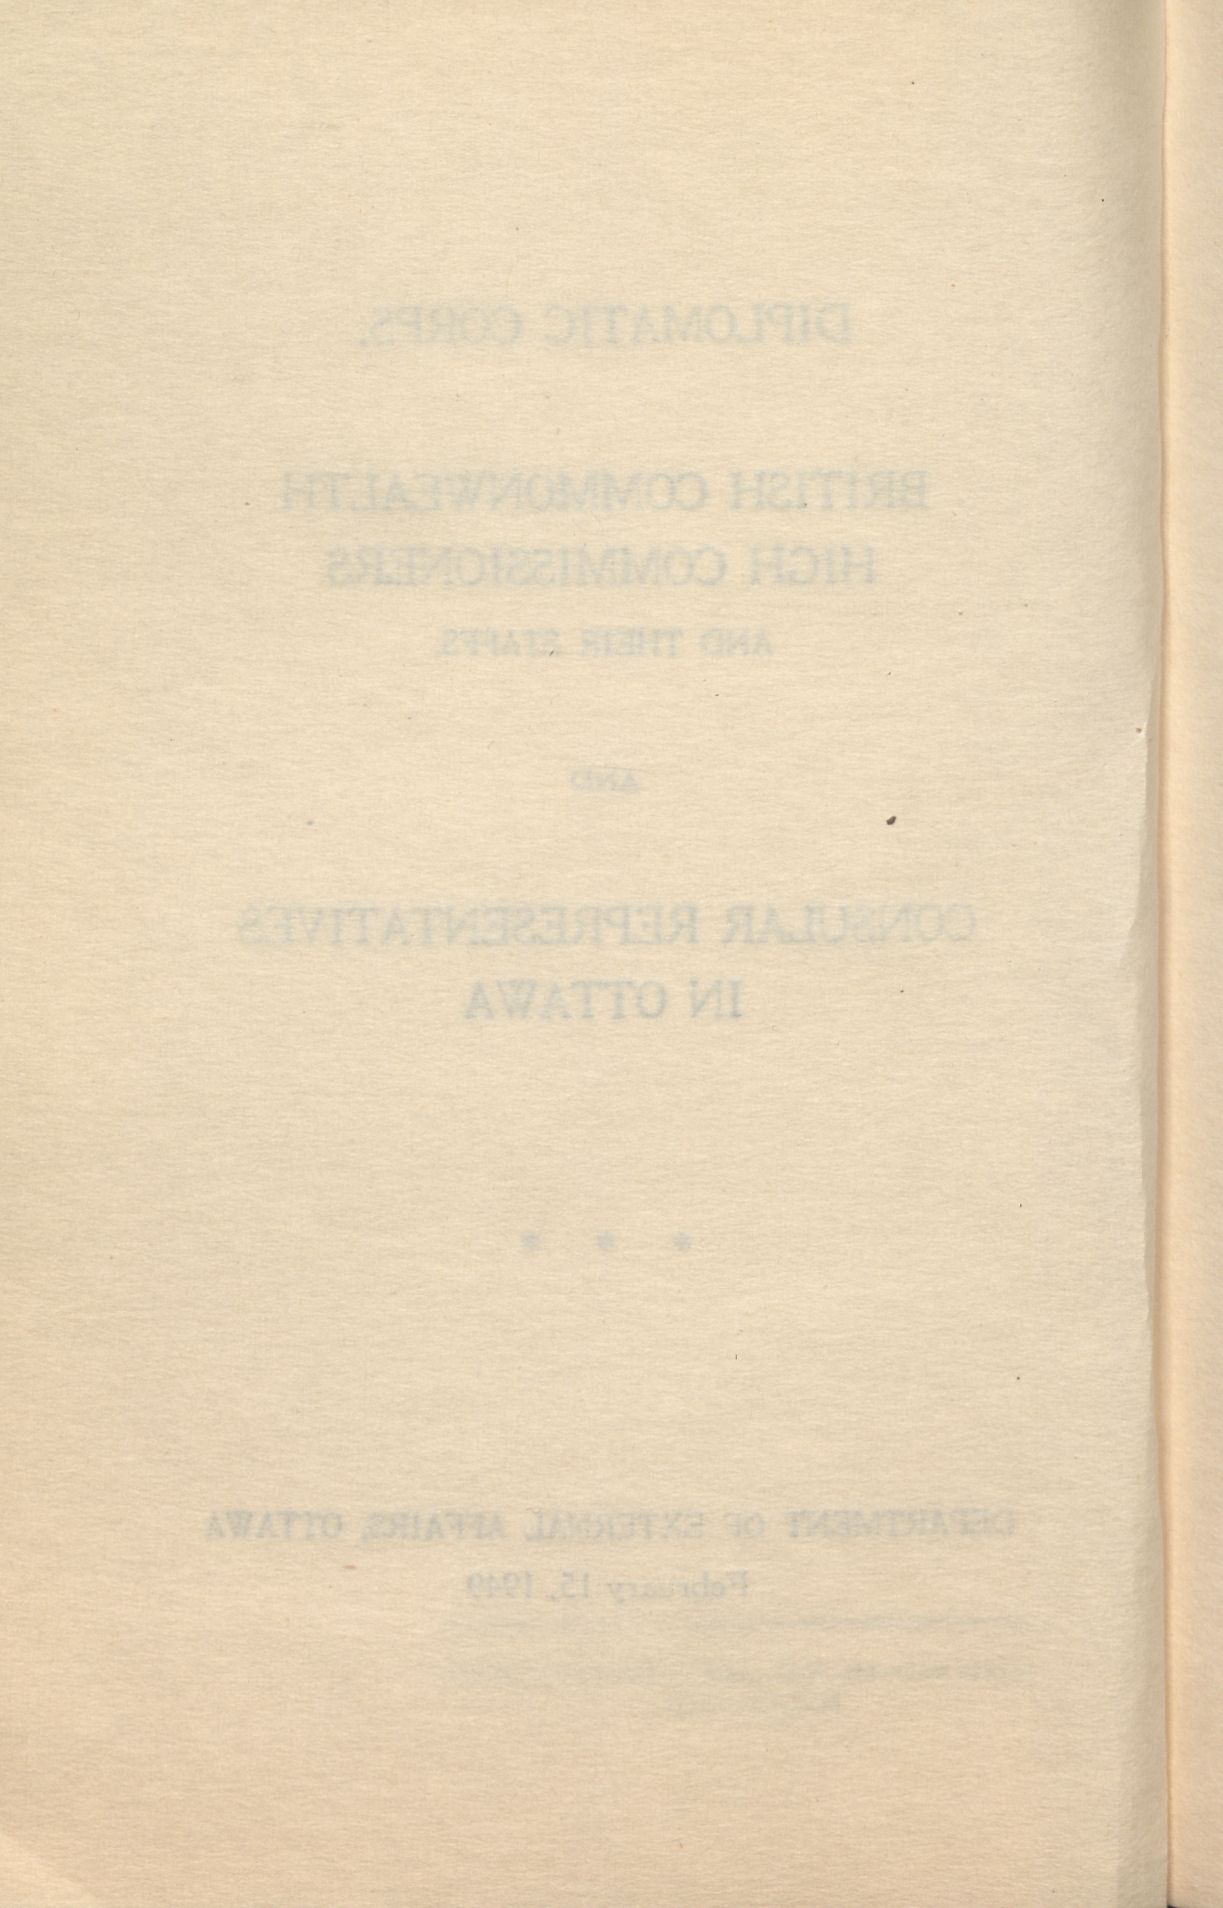 DIPLOMATIC CORPS,
BRITISH COMMONWEALTH
HIGH COMMISSIONERS
AND THEIR STAFFS,
AND
CONSULAR REPRESENTATIVES
IN OTTAWA
* * *
DEPARTMENT OF EXTERNAL AFFAIRS, OTTAWA
February 15, 1949